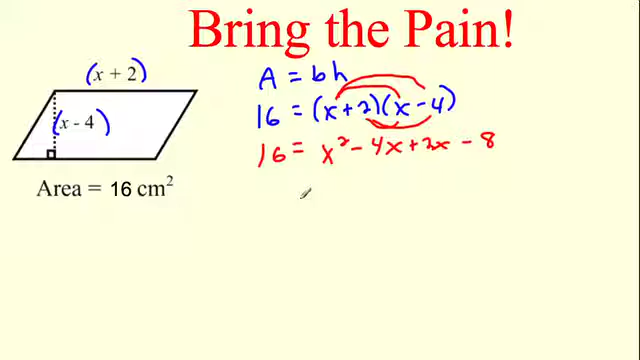 Bring the Pain!
(x + 2)
(x - 4)
Area = 16 cm²
A = bh
16 = (x+2)(x-4)
16 = x² - 4x + 2x - 8